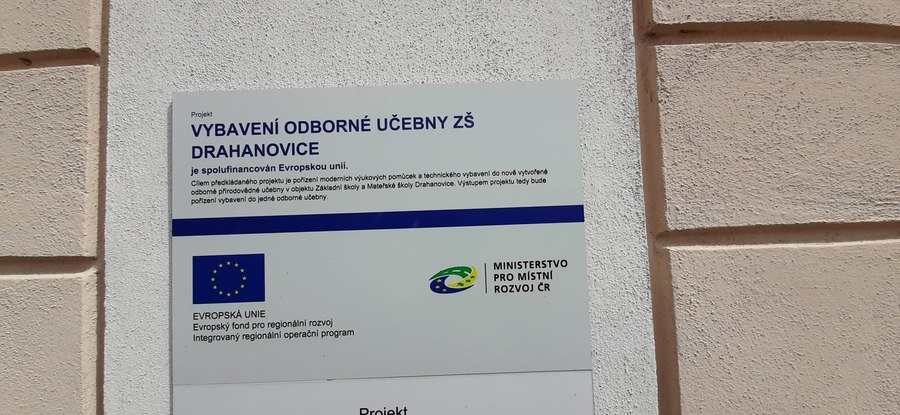 Projekt
VYBAVENÍ ODBORNÉ UČEBNY ZŠ
DRAHANOVICE
je spolufinancován Evropskou unií.
Cílem předkládaného projektu je pořízení moderních výukových pomůcek a technického vybavení do nově vytvořené
odborné přírodovědné učebny v objektu Základní školy a Mateřské školy Drahanovice. Výstupem projektu tedy bude
pořízení vybavení do jedné odborné učebny.
EVROPSKÁ UNIE
Evropský fond pro regionální rozvoj
Integrovaný regionální operační program
MINISTERSTVO
PRO MÍSTNÍ
ROZVOJ ČR
Projekt